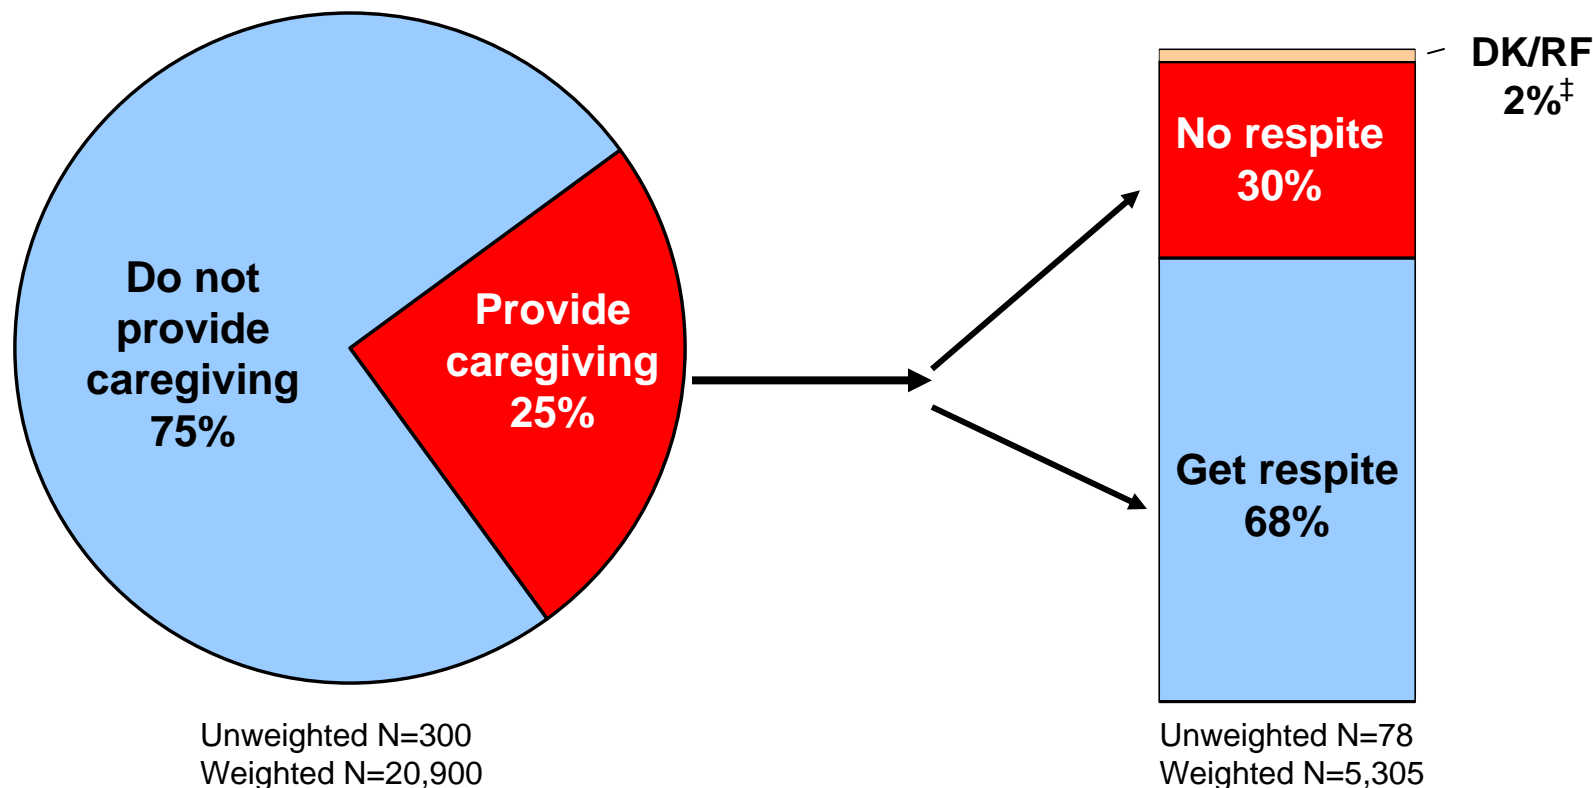 Do not
provide
caregiving
75%
Provide
caregiving
25%
Unweighted N=300
Weighted N=20,900
DK/RF
2%‡
No respite
30%
Get respite
68%
Unweighted N=78
Weighted N=5,305